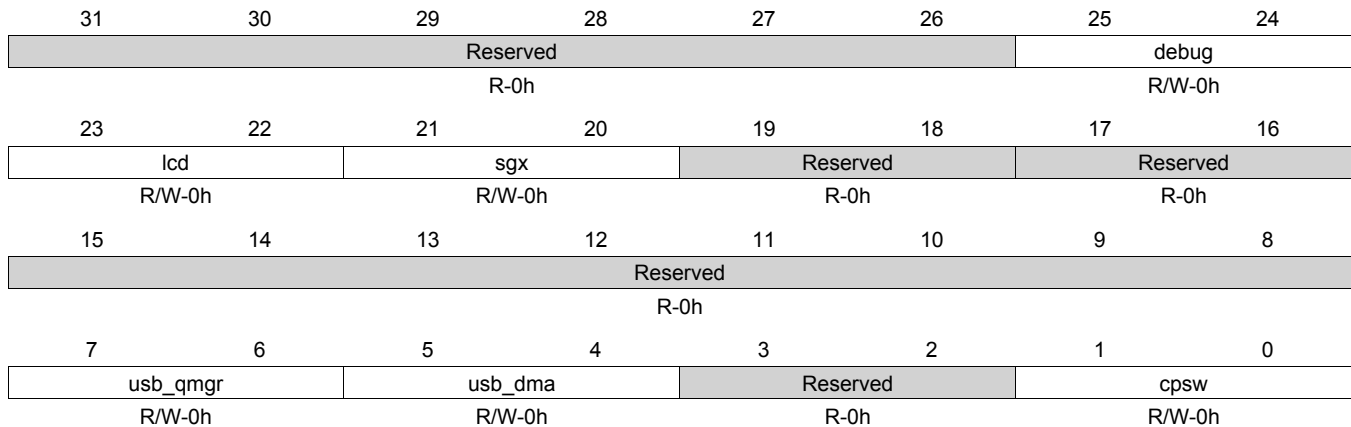 31 30 29 28 27 26 25 24
Reserved debug
R-0h R/W-0h
23 22 21 20 19 18 17 16
lcd sgx Reserved Reserved
R/W-0h R/W-0h R-0h R-0h
15 14 13 12 11 10 9 8
Reserved
R-0h
7 6 5 4 3 2 1 0
usb_qmgr usb_dma Reserved cpsw
R/W-0h R/W-0h R-0h R/W-0h